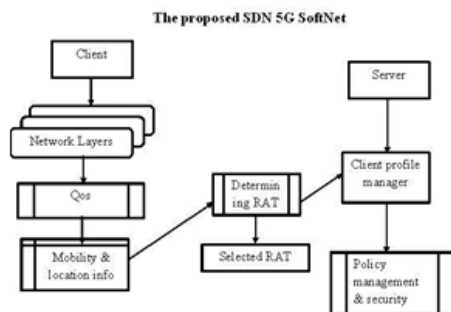 The proposed SDN 5G SoftNet
Client
Server
Network Layers
Qos
Determin
ing RAT
Client profile
manager
Mobility &
location info
Selected RAT
Policy
management
& security